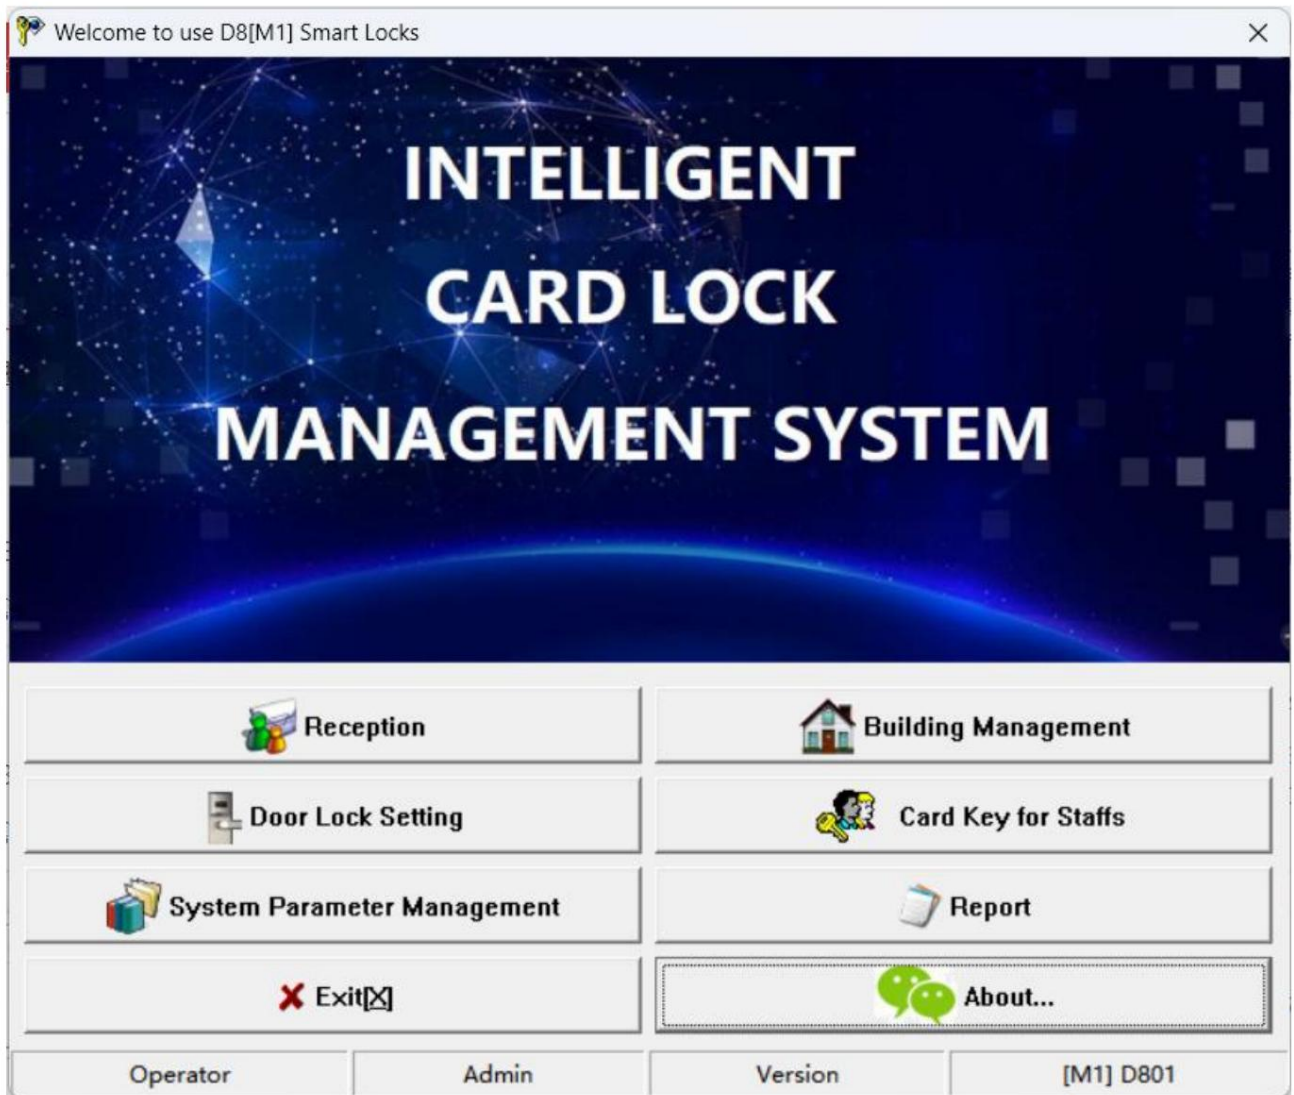 Welcome to use D8[M1] Smart Locks
INTELLIGENT
CARD LOCK
MANAGEMENT SYSTEM
Reception
Building Management
Door Lock Setting
Card Key for Staffs
System Parameter Management
Report
Exit[X]
About...
Operator Admin Version [M1] D801